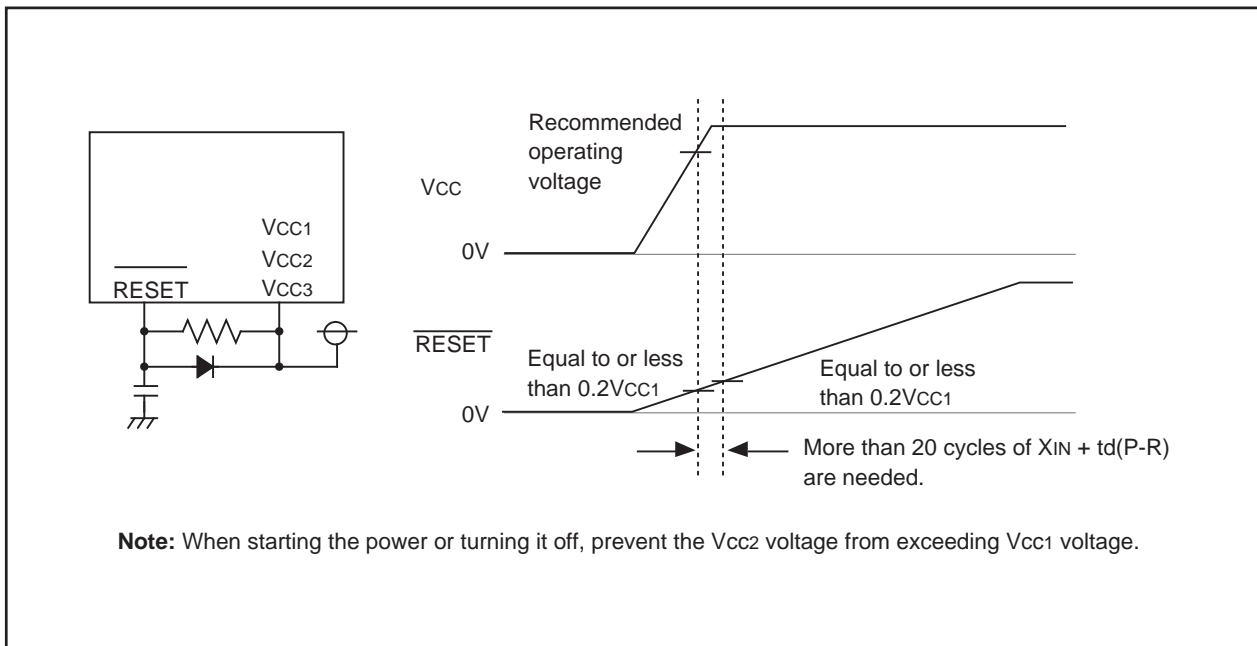 VCC1
VCC2
RESET
VCC3
Recommended
operating
voltage
VCC
0V
RESET
Equal to or less
than 0.2VCC1
0V
Equal to or less
than 0.2VCC1
More than 20 cycles of XIN + td(P-R)
are needed.
Note: When starting the power or turning it off, prevent the Vcc2 voltage from exceeding Vcc1 voltage.